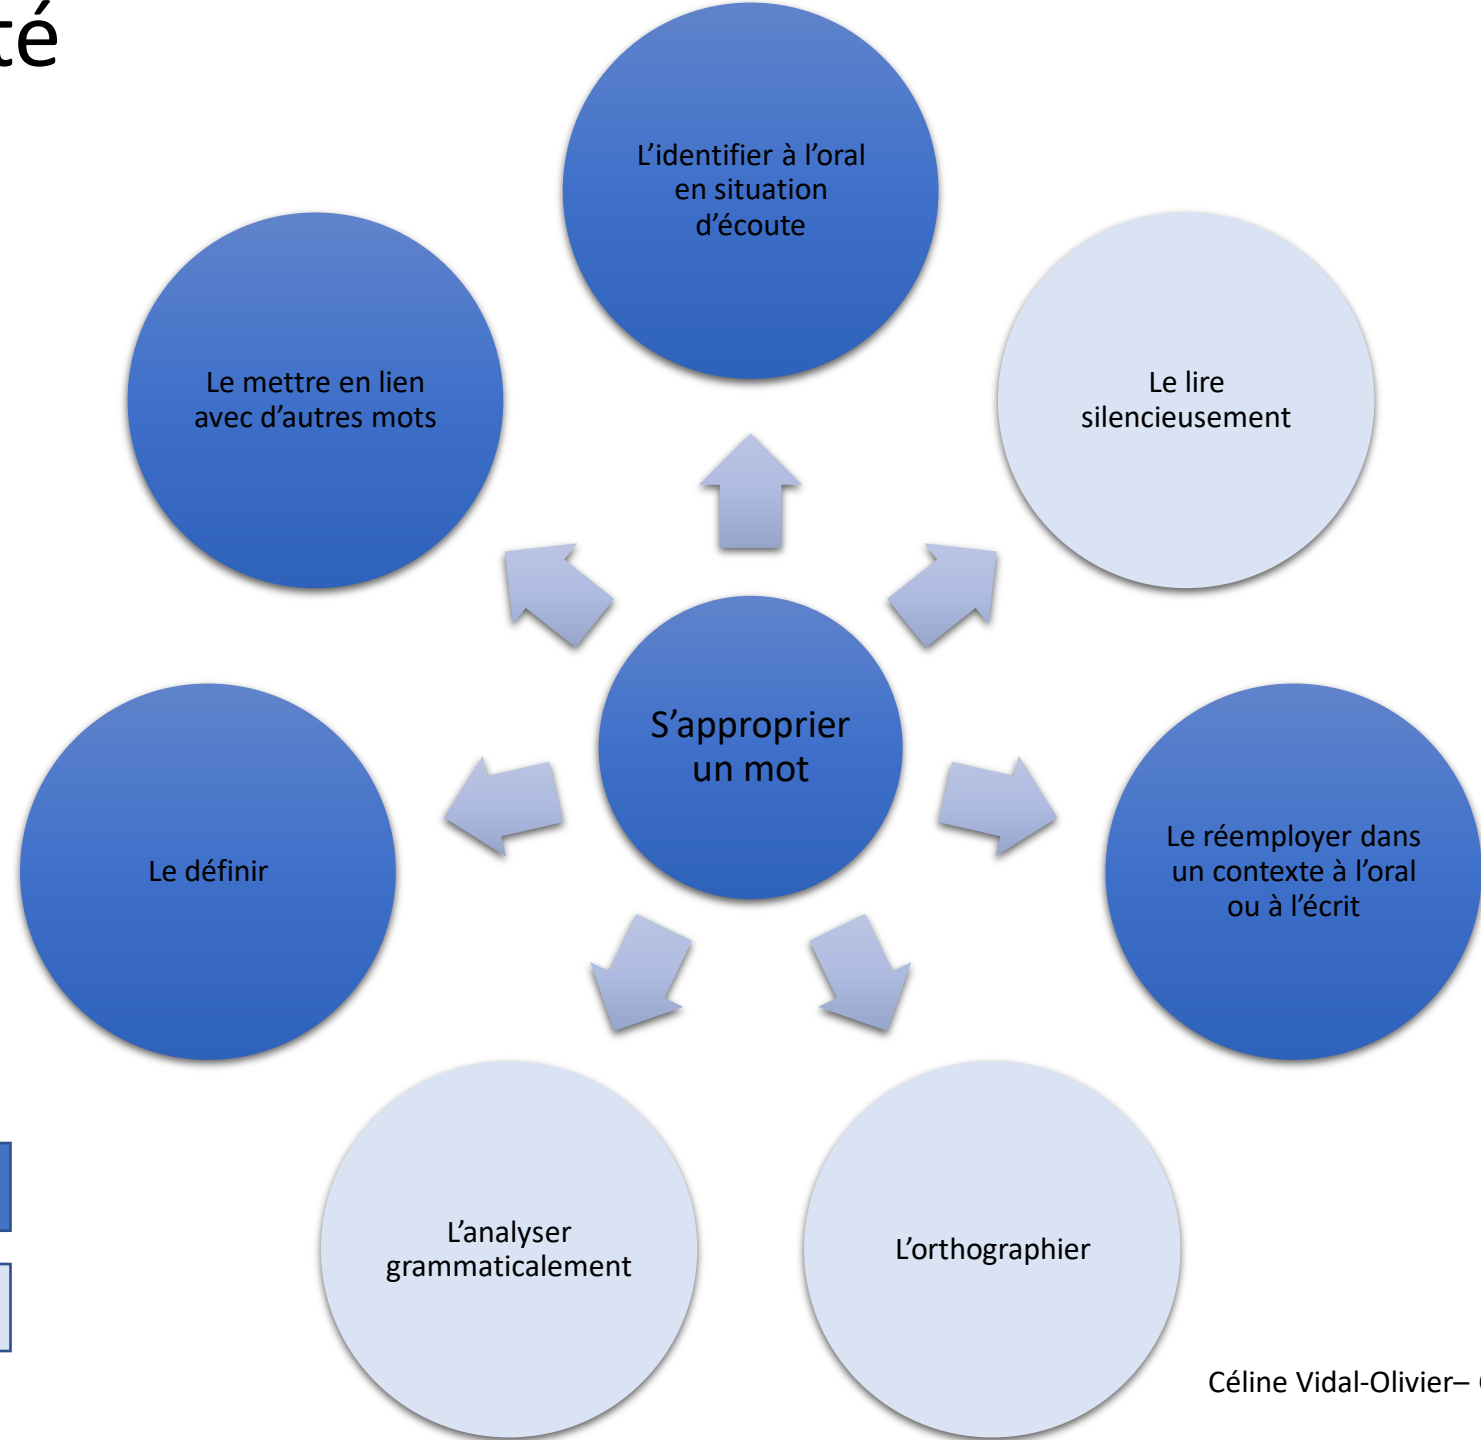 té
L’identifier à l’oral
en situation
d’écoute
Le mettre en lien
avec d’autres mots
Le lire
silencieusement
S’approprier
un mot
Le définir
Le réemployer dans
un contexte à l’oral
ou à l’écrit
L’analyser
grammaticalement
L’orthographier
Céline Vidal-Olivier–